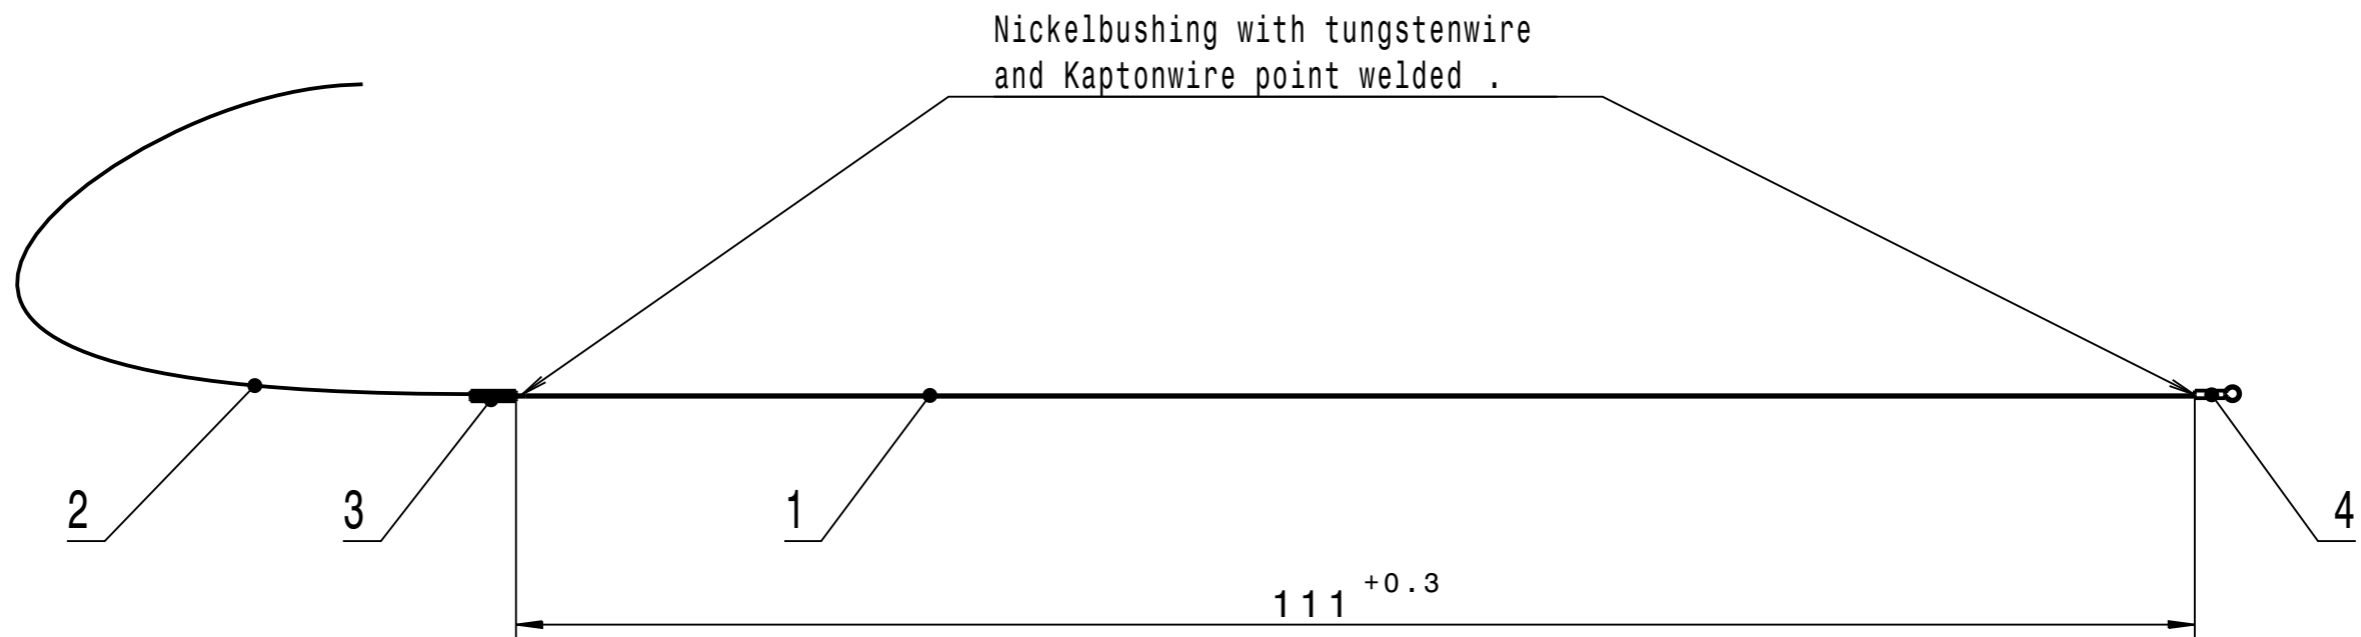 Nickelbushing with tungstenwire
and Kaptonwire point welded .
2
3
1
4
111 +0.3